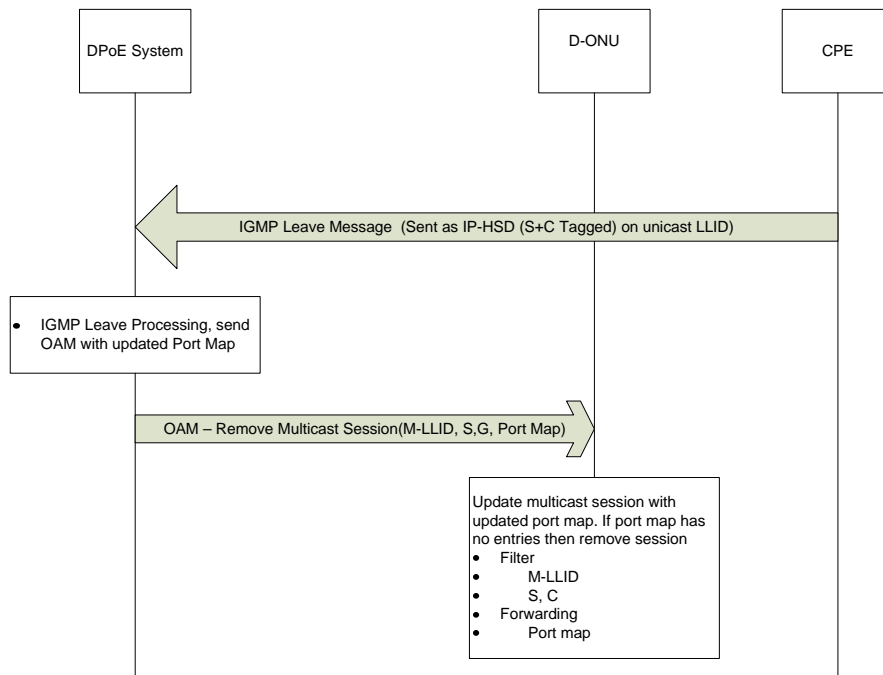 DPoE System
D-ONU
CPE
IGMP Leave Message (Sent as IP-HSD (S+C Tagged) on unicast LLID)
• IGMP Leave Processing, send
OAM with updated Port Map
OAM – Remove Multicast Session(M-LLID, S,G, Port Map)
Update multicast session with
updated port map. If port map has
no entries then remove session
• Filter
• M-LLID
• S, C
• Forwarding
• Port map